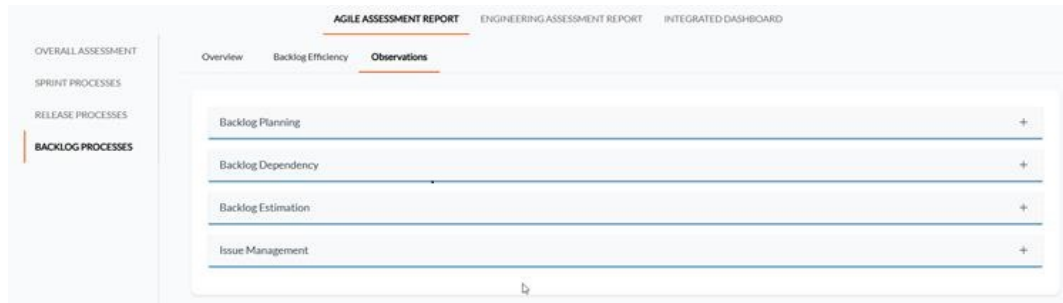 AGILE ASSESSMENT REPORT ENGINEERING ASSESSMENT REPORT INTEGRATED DASHBOARD
OVERALL ASSESSMENT
SPRINT PROCESSES
RELEASE PROCESSES
BACKLOG PROCESSES
Overview Backlog Efficiency Observations
Backlog Planning +
Backlog Dependency +
Backlog Estimation +
Issue Management +